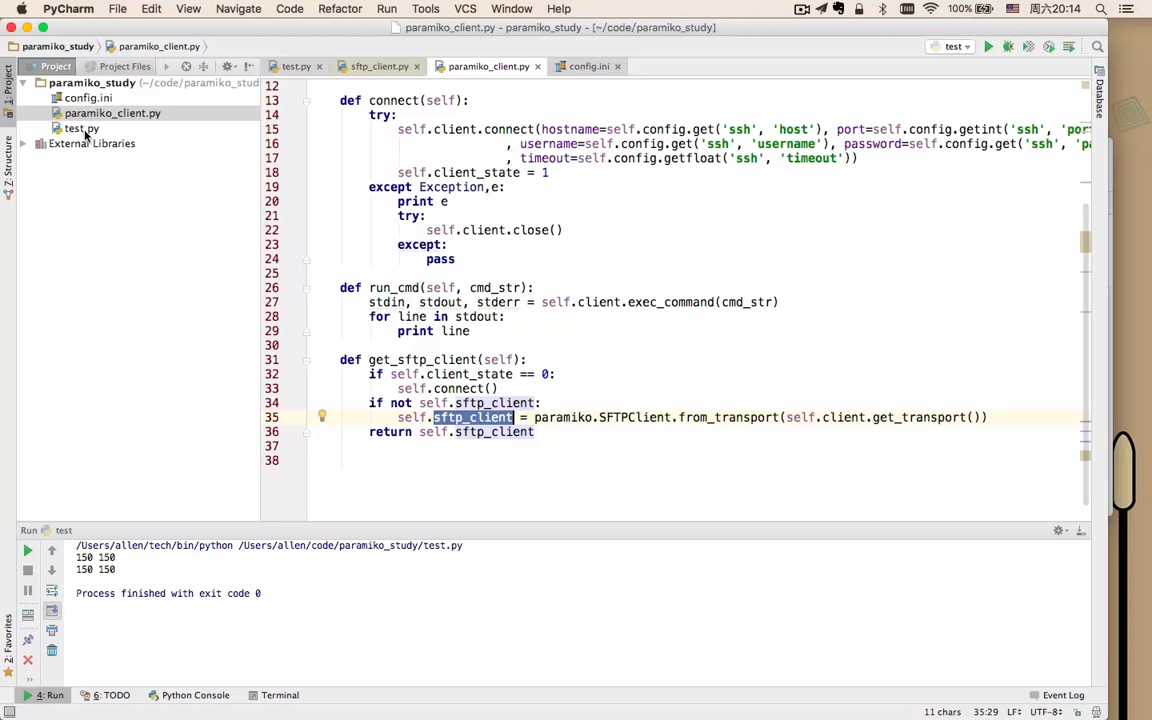 PyCharm File Edit View Navigate Code Refactor Run Tools VCS Window Help 100% 周六20:14
paramiko_client.py - paramiko_study - [~/code/paramiko_study]
paramiko_study paramiko_client.py test
1: Project Project Project Files test.py sftp_client.py paramiko_client.py config.ini Database
paramiko_study (~/code/paramiko_stud
config.ini
paramiko_client.py
test.py
External Libraries
Z: Structure
12
13 def connect(self):
14 try:
15 self.client.connect(hostname=self.config.get('ssh', 'host'), port=self.config.getint('ssh', 'por
16 , username=self.config.get('ssh', 'username'), password=self.config.get('ssh', 'pa
17 , timeout=self.config.getfloat('ssh', 'timeout'))
18 self.client_state = 1
19 except Exception,e:
20 print e
21 try:
22 self.client.close()
23 except:
24 pass
25
26 def run_cmd(self, cmd_str):
27 stdin, stdout, stderr = self.client.exec_command(cmd_str)
28 for line in stdout:
29 print line
30
31 def get_sftp_client(self):
32 if self.client_state == 0:
33 self.connect()
34 if not self.sftp_client:
35 self.sftp_client = paramiko.SFTPClient.from_transport(self.client.get_transport())
36 return self.sftp_client
37
38
Run test
/Users/allen/tech/bin/python /Users/allen/code/paramiko_study/test.py
150 150
150 150
Process finished with exit code 0
2: Favorites
4: Run 6: TODO Python Console Terminal Event Log
11 chars 35:29 LF÷ UTF-8÷